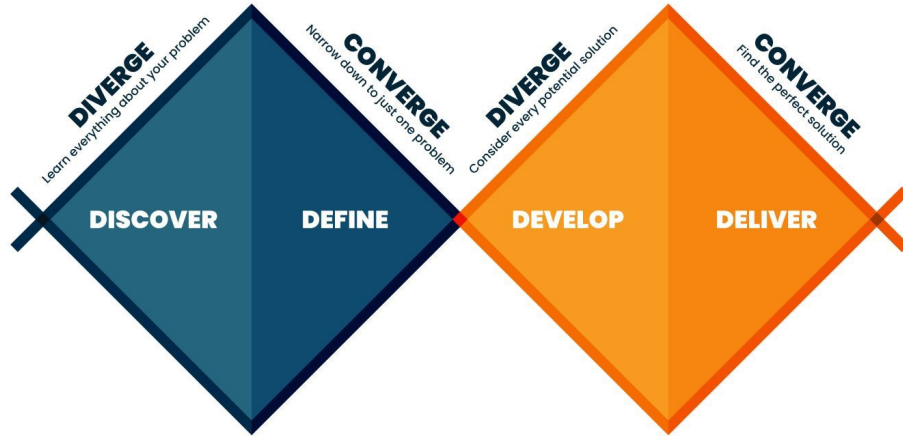 DIVERGE
Learn everything about your problem
CONVERGE
Narrow down to just one problem
DIVERGE
Consider every potential solution
CONVERGE
Find the perfect solution
DISCOVER
DEFINE
DEVELOP
DELIVER